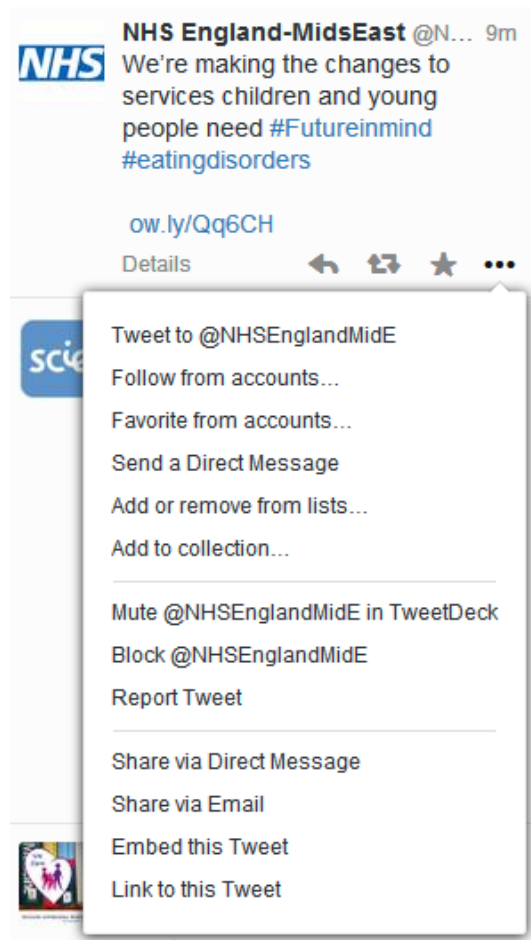 NHS England-MidsEast @N... 9m
NHS
We're making the changes to
services children and young
people need #Futureinmind
#eatingdisorders
ow.ly/Qq6CH
Details
scie
Tweet to @NHSEnglandMidE
Follow from accounts...
Favorite from accounts...
Send a Direct Message
Add or remove from lists...
Add to collection...
Mute @NHSEnglandMidE in TweetDeck
Block @NHSEnglandMidE
Report Tweet
Share via Direct Message
Share via Email
Embed this Tweet
Link to this Tweet